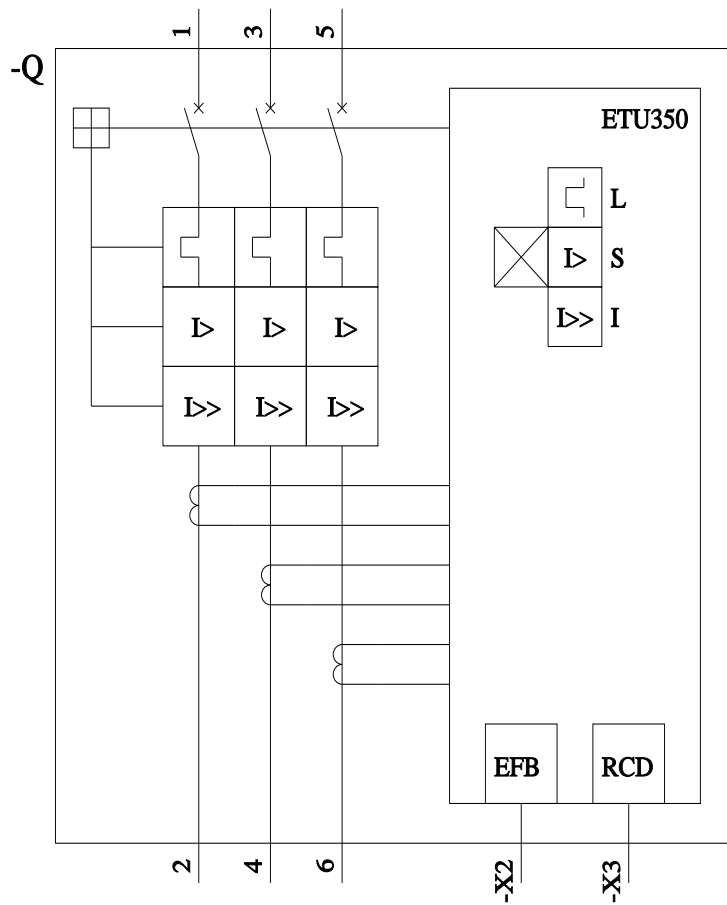 1 3 5
-Q
ETU350
L
I> S
I>> I
I> I> I>
I>> I>> I>>
EFB RCD
2 4 6 -X2 -X3